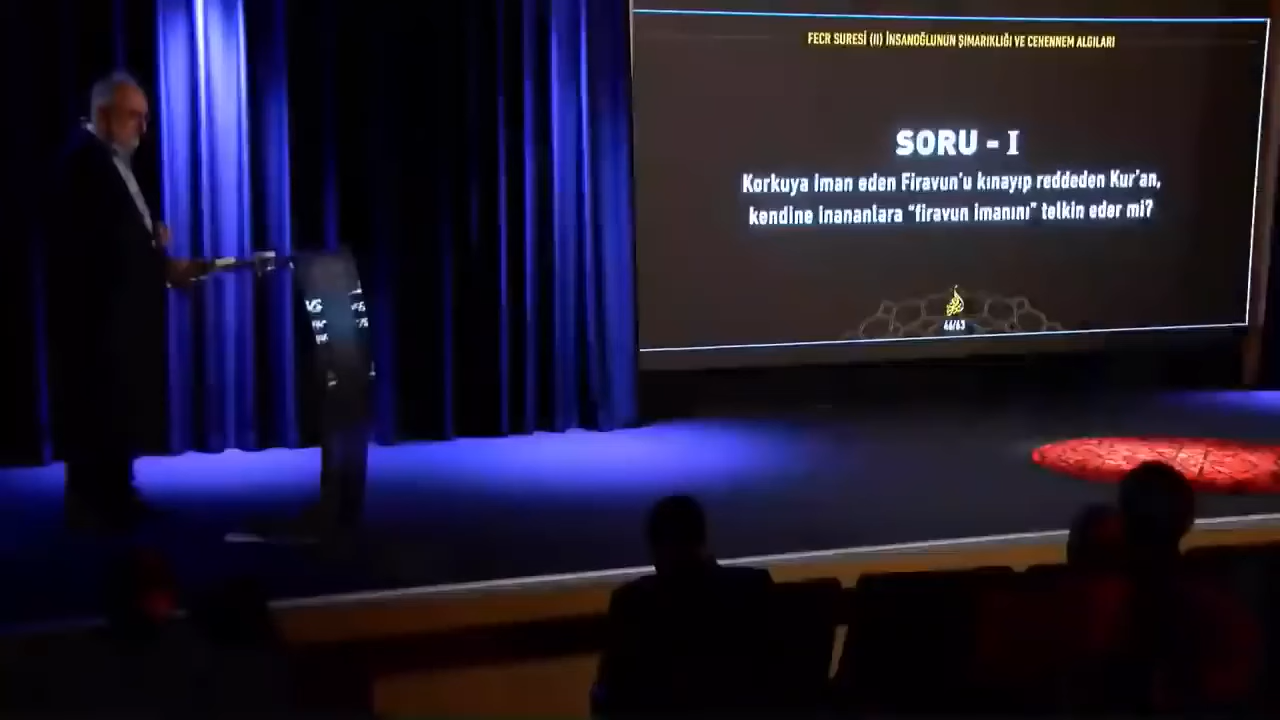 FECR SURESİ (II) İNSANOĞLUNUN ŞIMARIKLIĞI VE CEHENNEM ALGILARI
SORU - I
Korkuya iman eden Firavun'u kınayıp reddeden Kur'an,
kendine inananlara "firavun imanını" telkin eder mi?
46/63